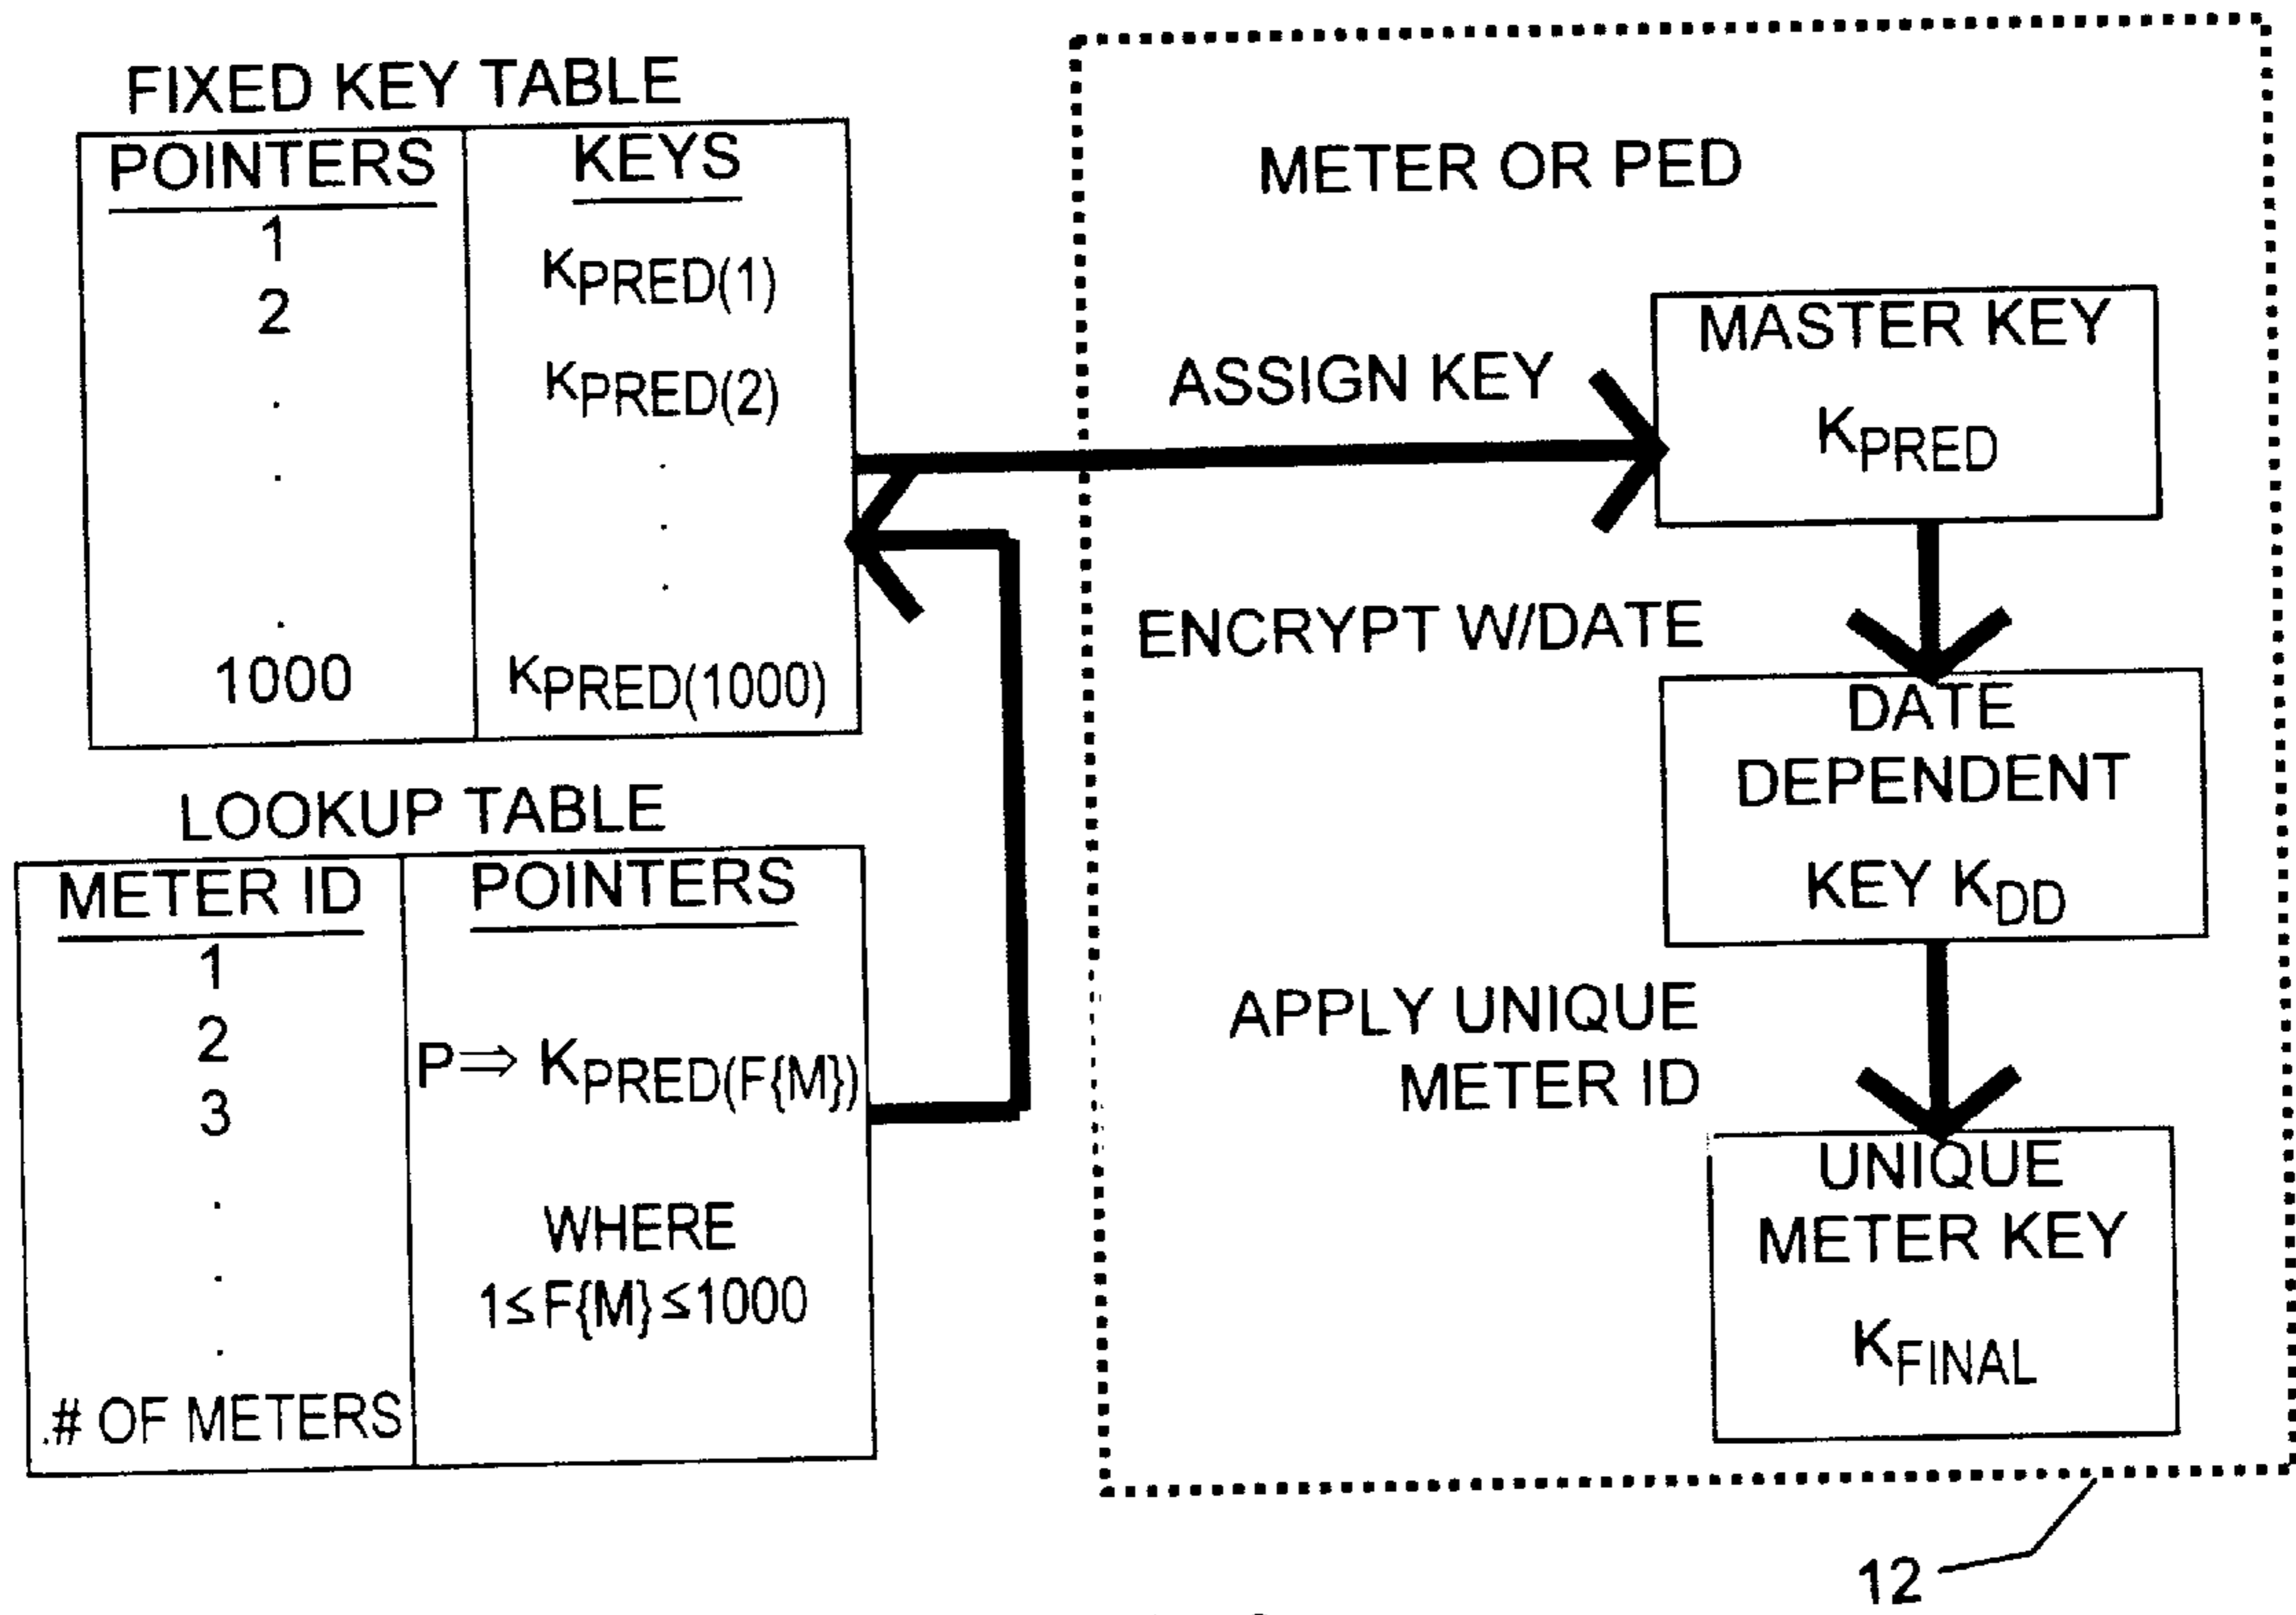 FIXED KEY TABLE
POINTERS KEYS
1
KPRED(1)
2
KPRED(2)
.
.
.
.
.
.
1000 KPRED(1000)
LOOKUP TABLE
METER ID POINTERS
1
2
P⇒ KPRED(F{M})
3
.
WHERE
.
1≤F{M}≤1000
.
.# OF METERS
METER OR PED
ASSIGN KEY
MASTER KEY
KPRED
ENCRYPT W/DATE
DATE
DEPENDENT
KEY KDD
APPLY UNIQUE
METER ID
UNIQUE
METER KEY
KFINAL
12